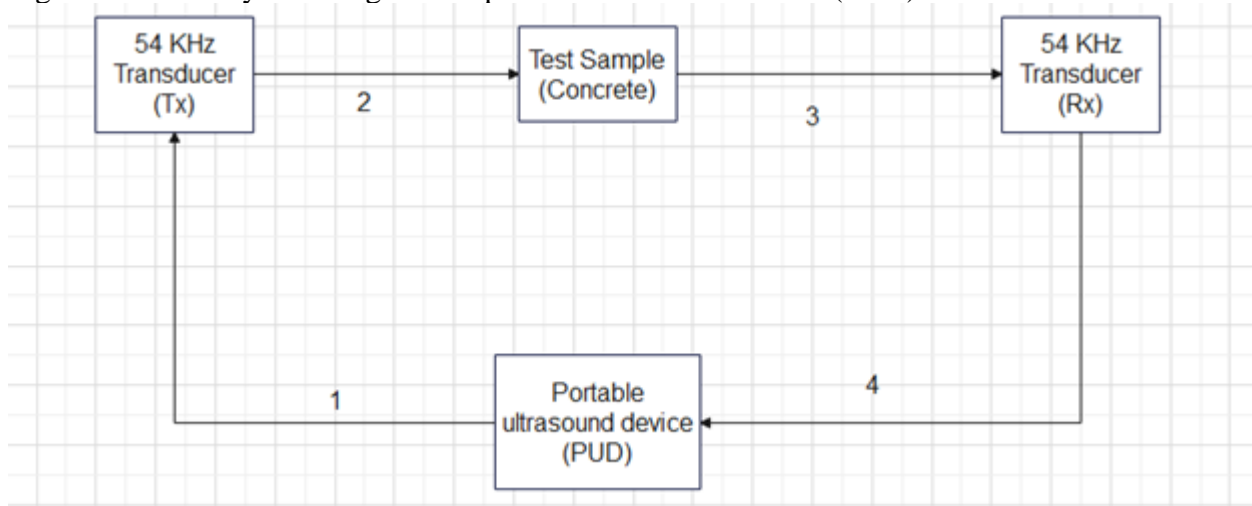 54 KHz
Transducer
(Tx)
2
Test Sample
(Concrete)
3
54 KHz
Transducer
(Rx)
1
Portable
ultrasound device
(PUD)
4